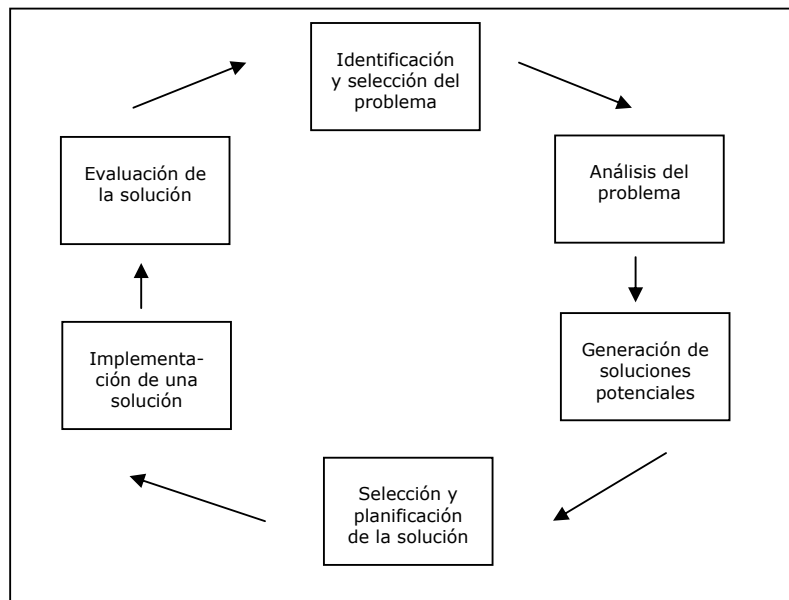 Identificación
y selección del
problema
Análisis del
problema
Generación de
soluciones
potenciales
Selección y
planificación
de la solución
Implementa-
ción de una
solución
Evaluación de
la solución